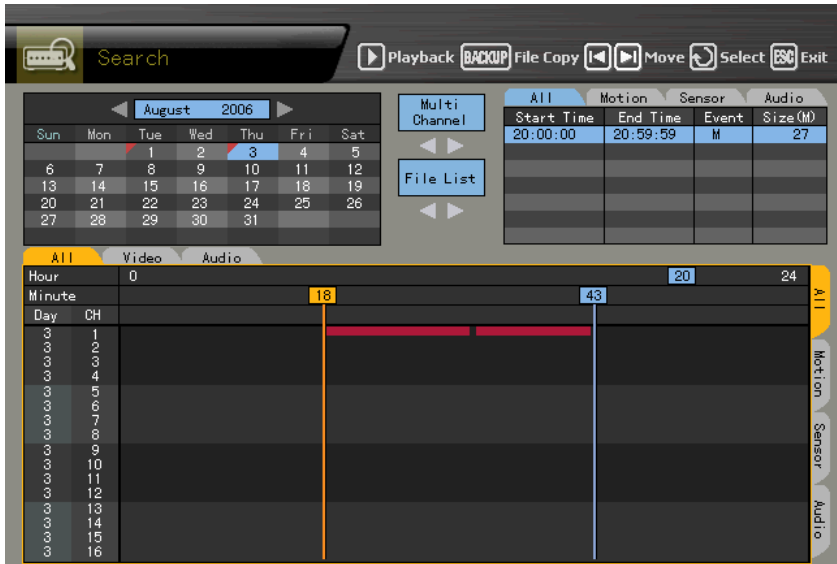 Search
Playback BACKUP File Copy Move Select ESC Exit
August 2006
Sun Mon Tue Wed Thu Fri Sat
1 2 3 4 5
6 7 8 9 10 11 12
13 14 15 16 17 18 19
20 21 22 23 24 25 26
27 28 29 30 31
Multi
Channel
File List
All Motion Sensor Audio
Start Time End Time Event Size(M)
20:00:00 20:59:59 M 27
All Video Audio
Hour 0 20 24
Minute 18 43
Day CH
3 1
3 2
3 3
3 4
3 5
3 6
3 7
3 8
3 9
3 10
3 11
3 12
3 13
3 14
3 15
3 16
All
Motion
Sensor
Audio